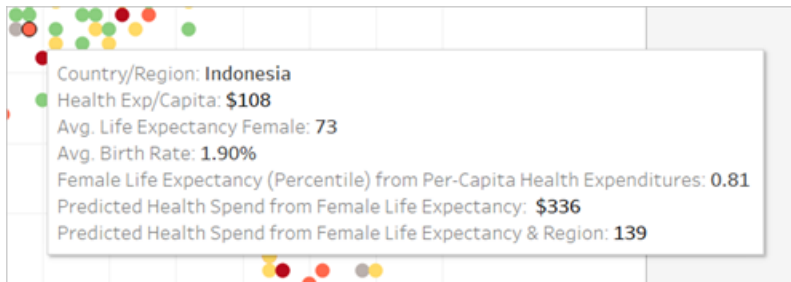 Country/Region: Indonesia
Health Exp/Capita: $108
Avg. Life Expectancy Female: 73
Avg. Birth Rate: 1.90%
Female Life Expectancy (Percentile) from Per-Capita Health Expenditures: 0.81
Predicted Health Spend from Female Life Expectancy: $336
Predicted Health Spend from Female Life Expectancy & Region: 139